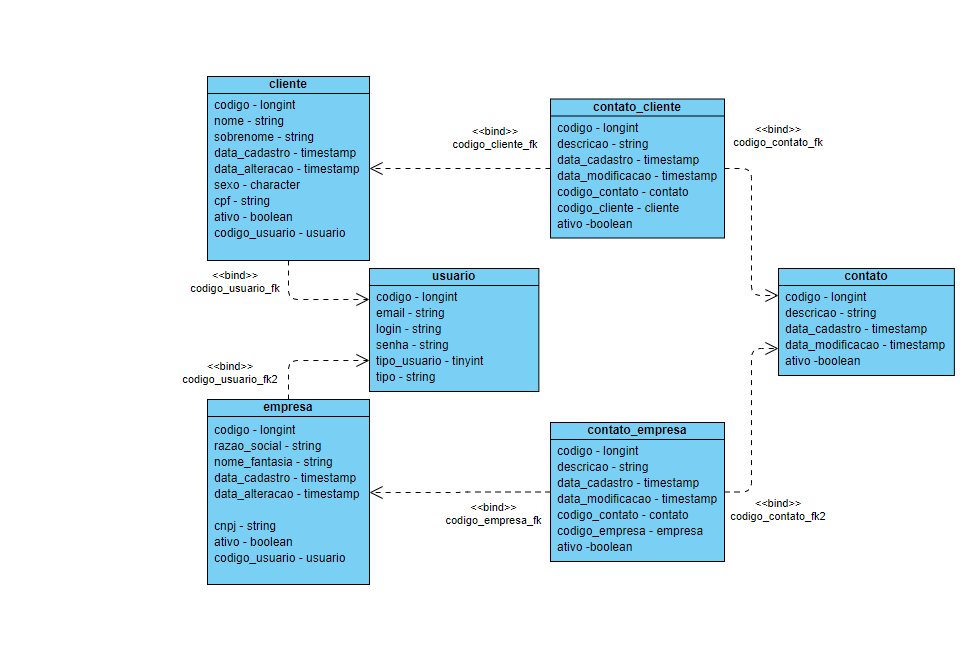 cliente
codigo - longint
nome - string
sobrenome - string
data_cadastro - timestamp
data_alteracao - timestamp
sexo - character
cpf - string
ativo - boolean
codigo_usuario - usuario
<<bind>>
codigo_cliente_fk
contato_cliente
codigo - longint
descricao - string
data_cadastro - timestamp
data_modificacao - timestamp
codigo_contato - contato
codigo_cliente - cliente
ativo -boolean
<<bind>>
codigo_contato_fk
<<bind>>
codigo_usuario_fk
usuario
codigo - longint
email - string
login - string
senha - string
tipo_usuario - tinyint
tipo - string
contato
codigo - longint
descricao - string
data_cadastro - timestamp
data_modificacao - timestamp
ativo -boolean
<<bind>>
codigo_usuario_fk2
empresa
codigo - longint
razao_social - string
nome_fantasia - string
data_cadastro - timestamp
data_alteracao - timestamp
cnpj - string
ativo - boolean
codigo_usuario - usuario
<<bind>>
codigo_empresa_fk
contato_empresa
codigo - longint
descricao - string
data_cadastro - timestamp
data_modificacao - timestamp
codigo_contato - contato
codigo_empresa - empresa
ativo -boolean
<<bind>>
codigo_contato_fk2